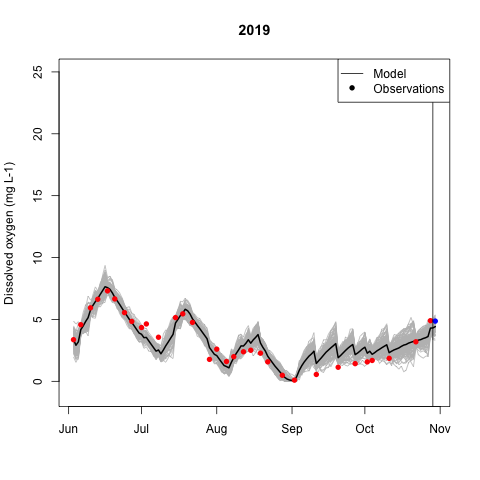 2019
Model
Observations
Dissolved oxygen (mg L-1)
25
20
15
10
5
0
Jun Jul Aug Sep Oct Nov